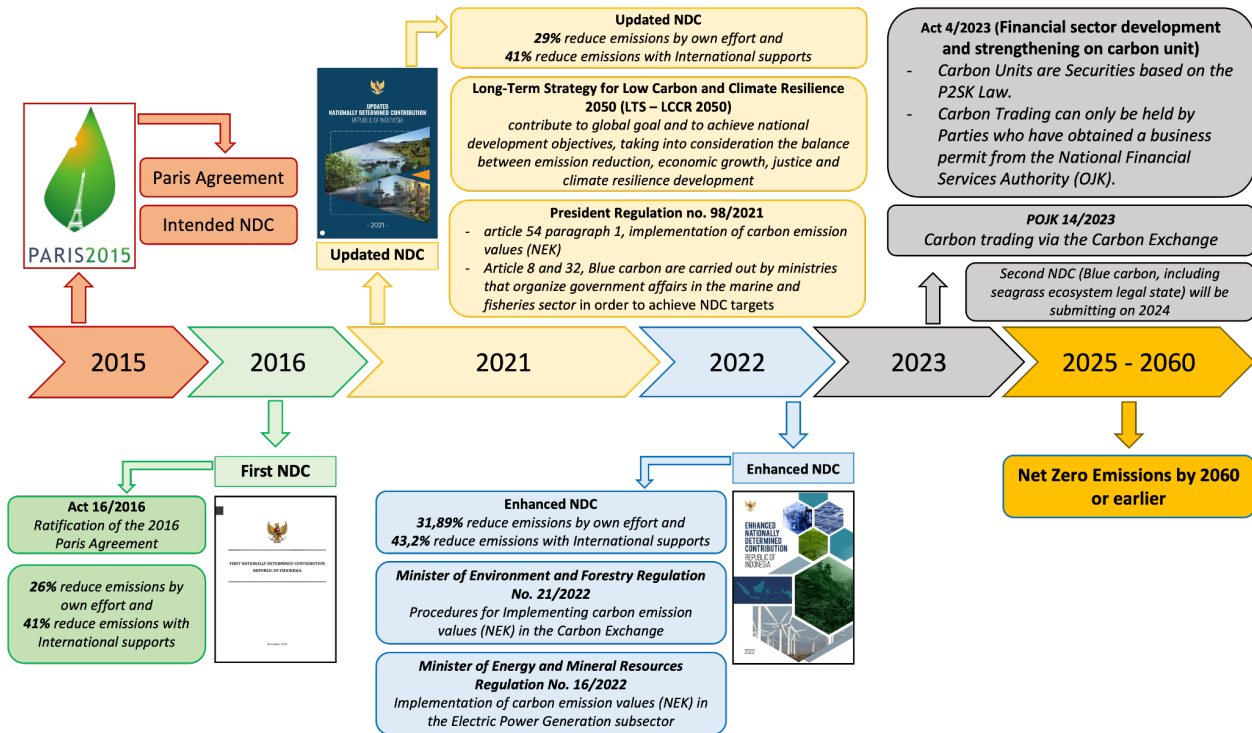 PARIS2015
Paris Agreement
Intended NDC
UPDATED
NATIONALLY DETERMINED CONTRIBUTION
REPUBLIC OF INDONESIA
- 2021 -
Updated NDC
Updated NDC
29% reduce emissions by own effort and
41% reduce emissions with International supports
Long-Term Strategy for Low Carbon and Climate Resilience
2050 (LTS – LCCR 2050)
contribute to global goal and to achieve national
development objectives, taking into consideration the balance
between emission reduction, economic growth, justice and
climate resilience development
President Regulation no. 98/2021
- article 54 paragraph 1, implementation of carbon emission
values (NEK)
- Article 8 and 32, Blue carbon are carried out by ministries
that organize government affairs in the marine and
fisheries sector in order to achieve NDC targets
Act 4/2023 (Financial sector development
and strengthening on carbon unit)
- Carbon Units are Securities based on the
P2SK Law.
- Carbon Trading can only be held by
Parties who have obtained a business
permit from the National Financial
Services Authority (OJK).
POJK 14/2023
Carbon trading via the Carbon Exchange
Second NDC (Blue carbon, including
seagrass ecosystem legal state) will be
submitting on 2024
2015
2016
2021
2022
2023
2025 - 2060
First NDC
Act 16/2016
Ratification of the 2016
Paris Agreement
26% reduce emissions by
own effort and
41% reduce emissions with
International supports
FIRST NATIONALLY DETERMINED CONTRIBUTION
REPUBLIC OF INDONESIA
November 2016
Enhanced NDC
Enhanced NDC
31,89% reduce emissions by own effort and
43,2% reduce emissions with International supports
Minister of Environment and Forestry Regulation
No. 21/2022
Procedures for Implementing carbon emission
values (NEK) in the Carbon Exchange
Minister of Energy and Mineral Resources
Regulation No. 16/2022
Implementation of carbon emission values (NEK) in
the Electric Power Generation subsector
ENHANCED
NATIONALLY
DETERMINED
CONTRIBUTION
REPUBLIC OF
INDONESIA
2022
Net Zero Emissions by 2060
or earlier